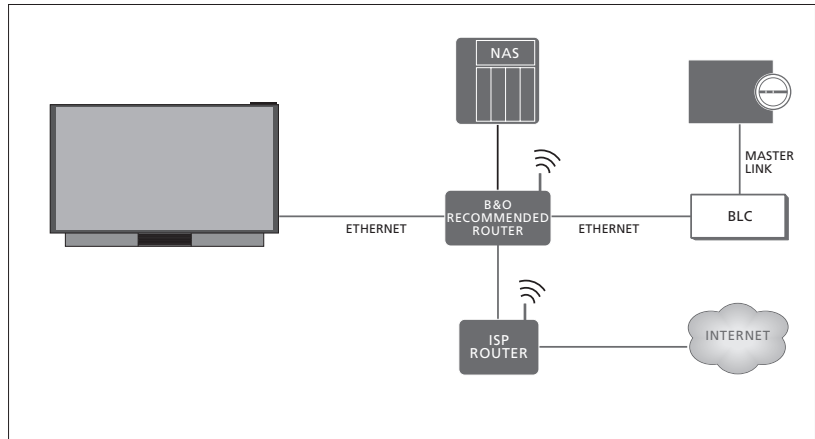 NAS
MASTER
LINK
B&O
RECOMMENDED
ROUTER
ETHERNET
ETHERNET
BLC
ISP
ROUTER
INTERNET